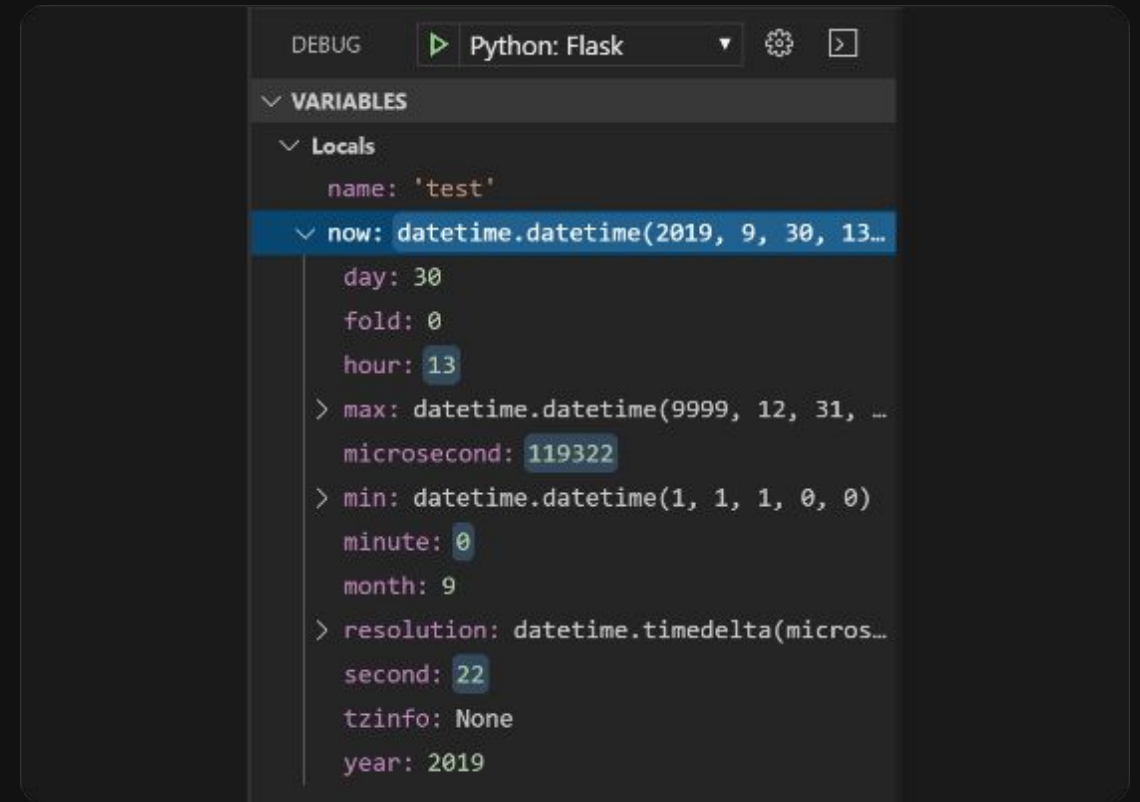 DEBUG Python: Flask
VARIABLES
Locals
name: 'test'
now: datetime.datetime(2019, 9, 30, 13…
day: 30
fold: 0
hour: 13
max: datetime.datetime(9999, 12, 31, …
microsecond: 119322
min: datetime.datetime(1, 1, 1, 0, 0)
minute: 0
month: 9
resolution: datetime.timedelta(micros…
second: 22
tzinfo: None
year: 2019